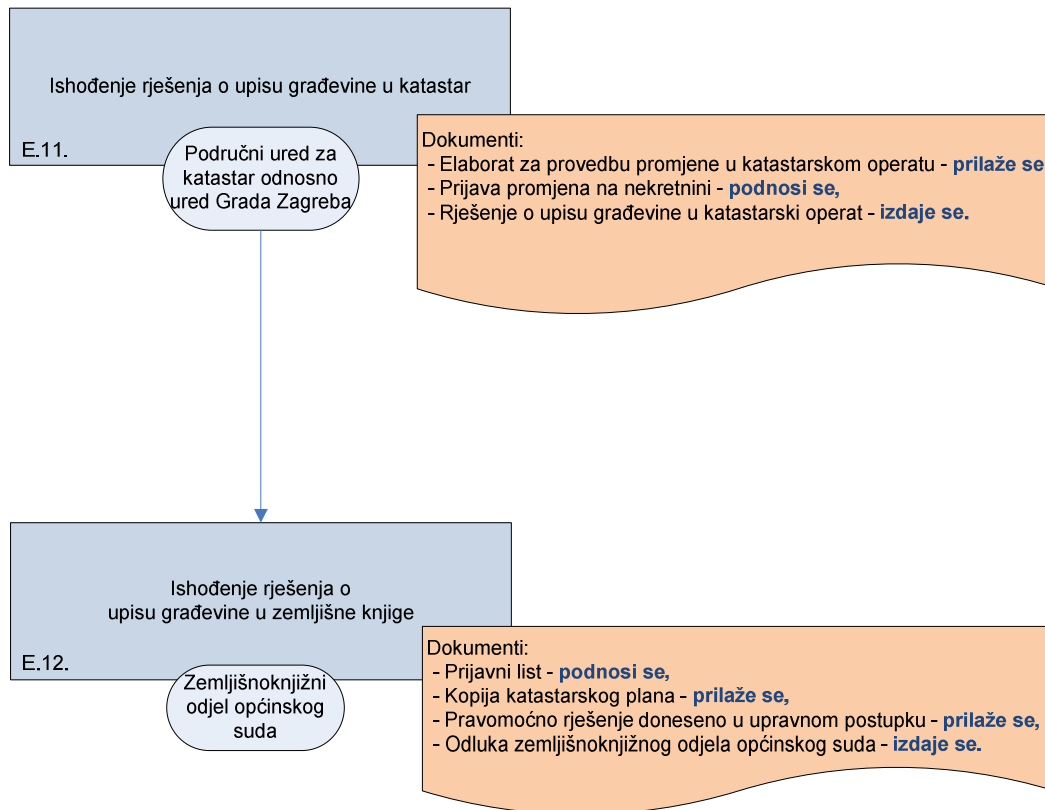 Ishođenje rješenja o upisu građevine u katastar
E.11.
Područni ured za
katastar odnosno
ured Grada Zagreba
Dokumenti:
- Elaborat za provedbu promjene u katastarskom operatu - prilaže se
- Prijava promjena na nekretnini - podnosi se,
- Rješenje o upisu građevine u katastarski operat - izdaje se.
Ishođenje rješenja o
upisu građevine u zemljišne knjige
E.12.
Zemljišnoknjižni
odjel općinskog
suda
Dokumenti:
- Prijavni list - podnosi se,
- Kopija katastarskog plana - prilaže se,
- Pravomoćno rješenje doneseno u upravnom postupku - prilaže se,
- Odluka zemljišnoknjižnog odjela općinskog suda - izdaje se.